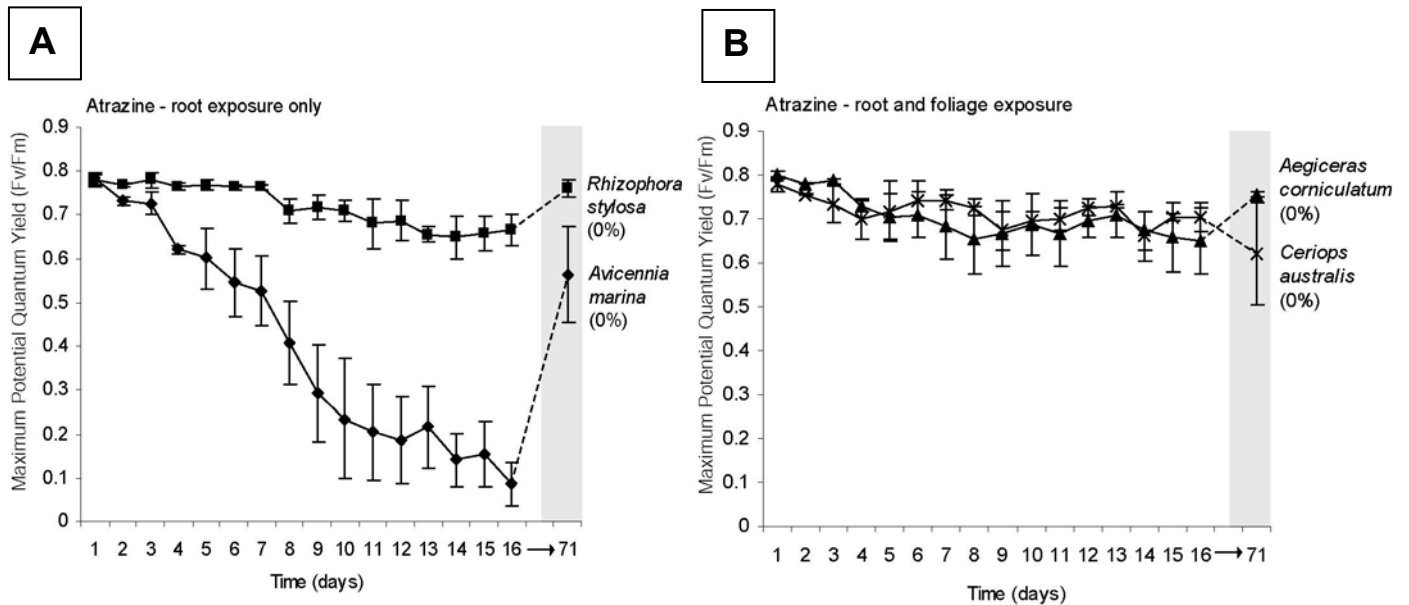 A
Atrazine - root exposure only
Maximum Potential Quantum Yield (Fv/Fm)
0.9
0.8
0.7
0.6
0.5
0.4
0.3
0.2
0.1
0
1 2 3 4 5 6 7 8 9 10 11 12 13 14 15 16 → 71
Time (days)
Rhizophora
stylosa
(0%)
Avicennia
marina
(0%)
B
Atrazine - root and foliage exposure
Maximum Potential Quantum Yield (Fv/Fm)
0.9
0.8
0.7
0.6
0.5
0.4
0.3
0.2
0.1
0
1 2 3 4 5 6 7 8 9 10 11 12 13 14 15 16 → 71
Time (days)
Aegiceras
corniculatum
(0%)
Ceriops
australis
(0%)